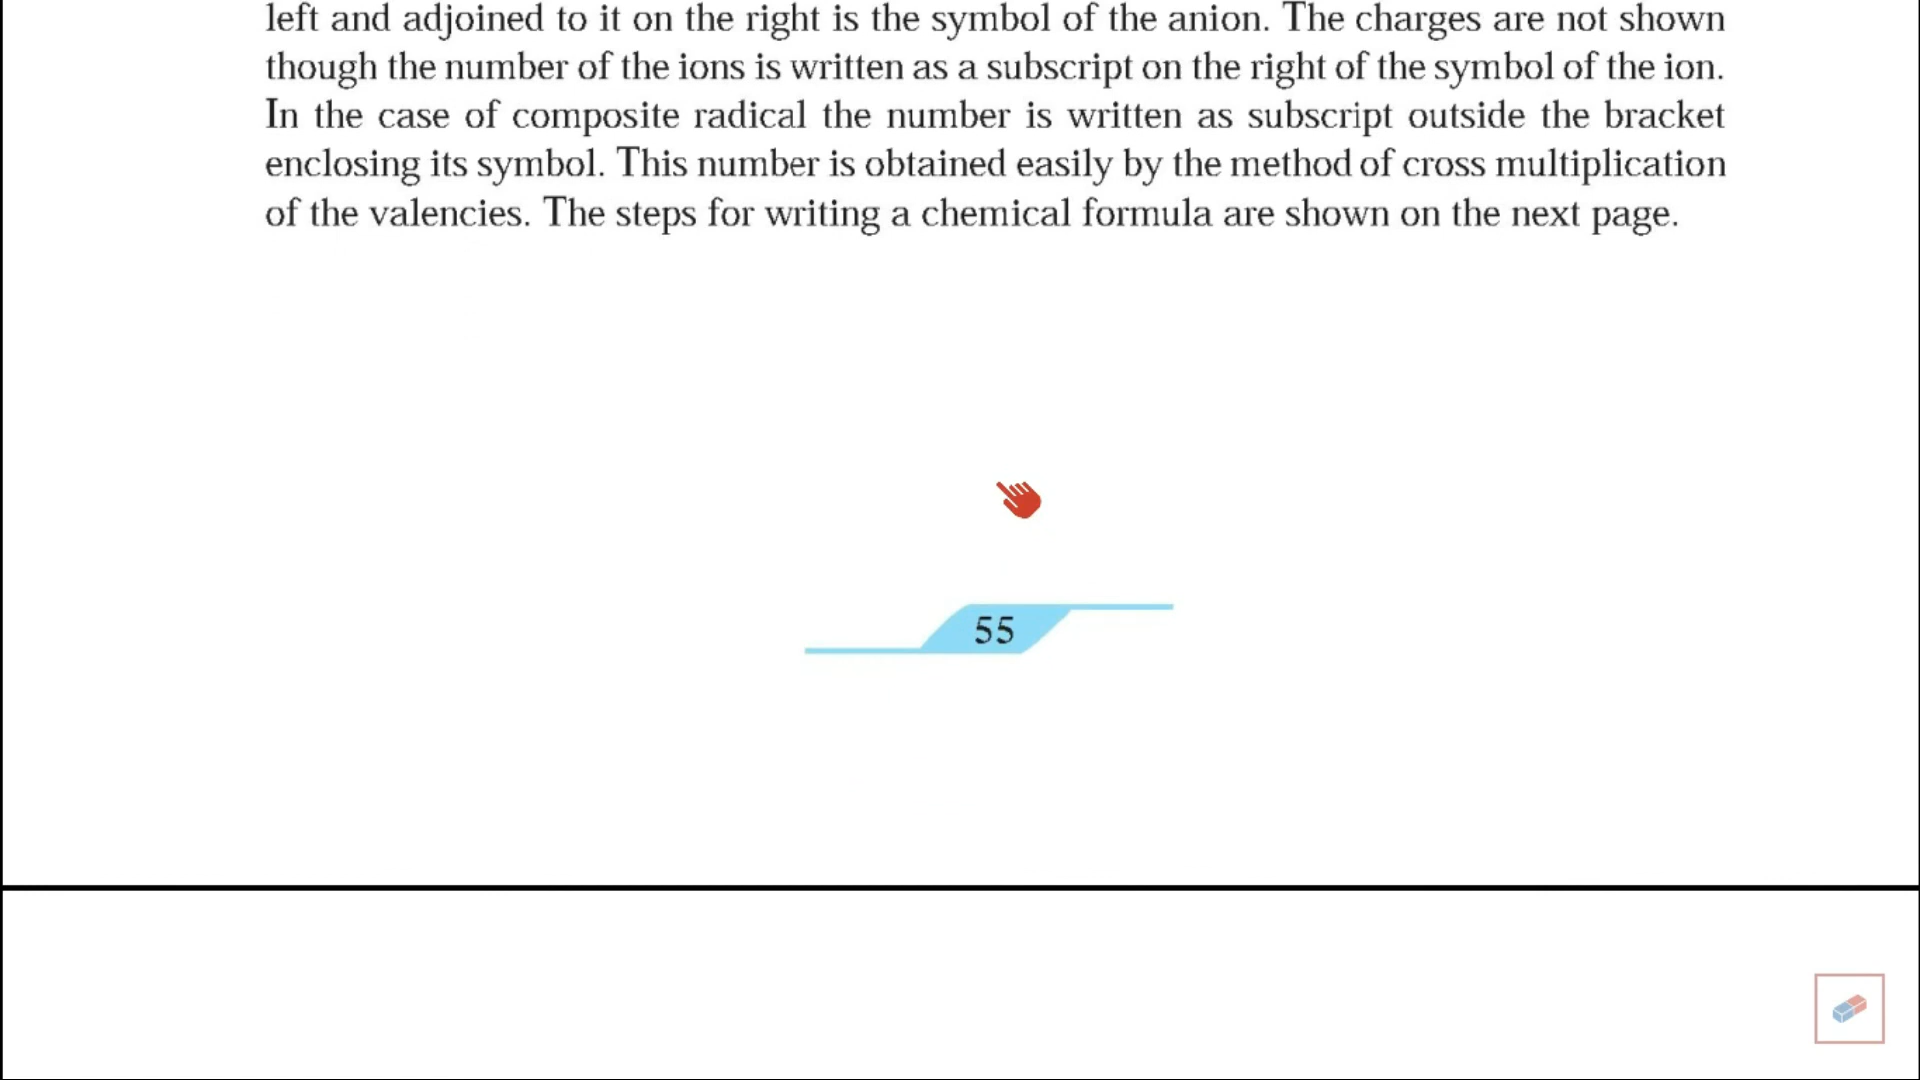 left and adjoined to it on the right is the symbol of the anion. The charges are not shown
though the number of the ions is written as a subscript on the right of the symbol of the ion.
In the case of composite radical the number is written as subscript outside the bracket
enclosing its symbol. This number is obtained easily by the method of cross multiplication
of the valencies. The steps for writing a chemical formula are shown on the next page.
55